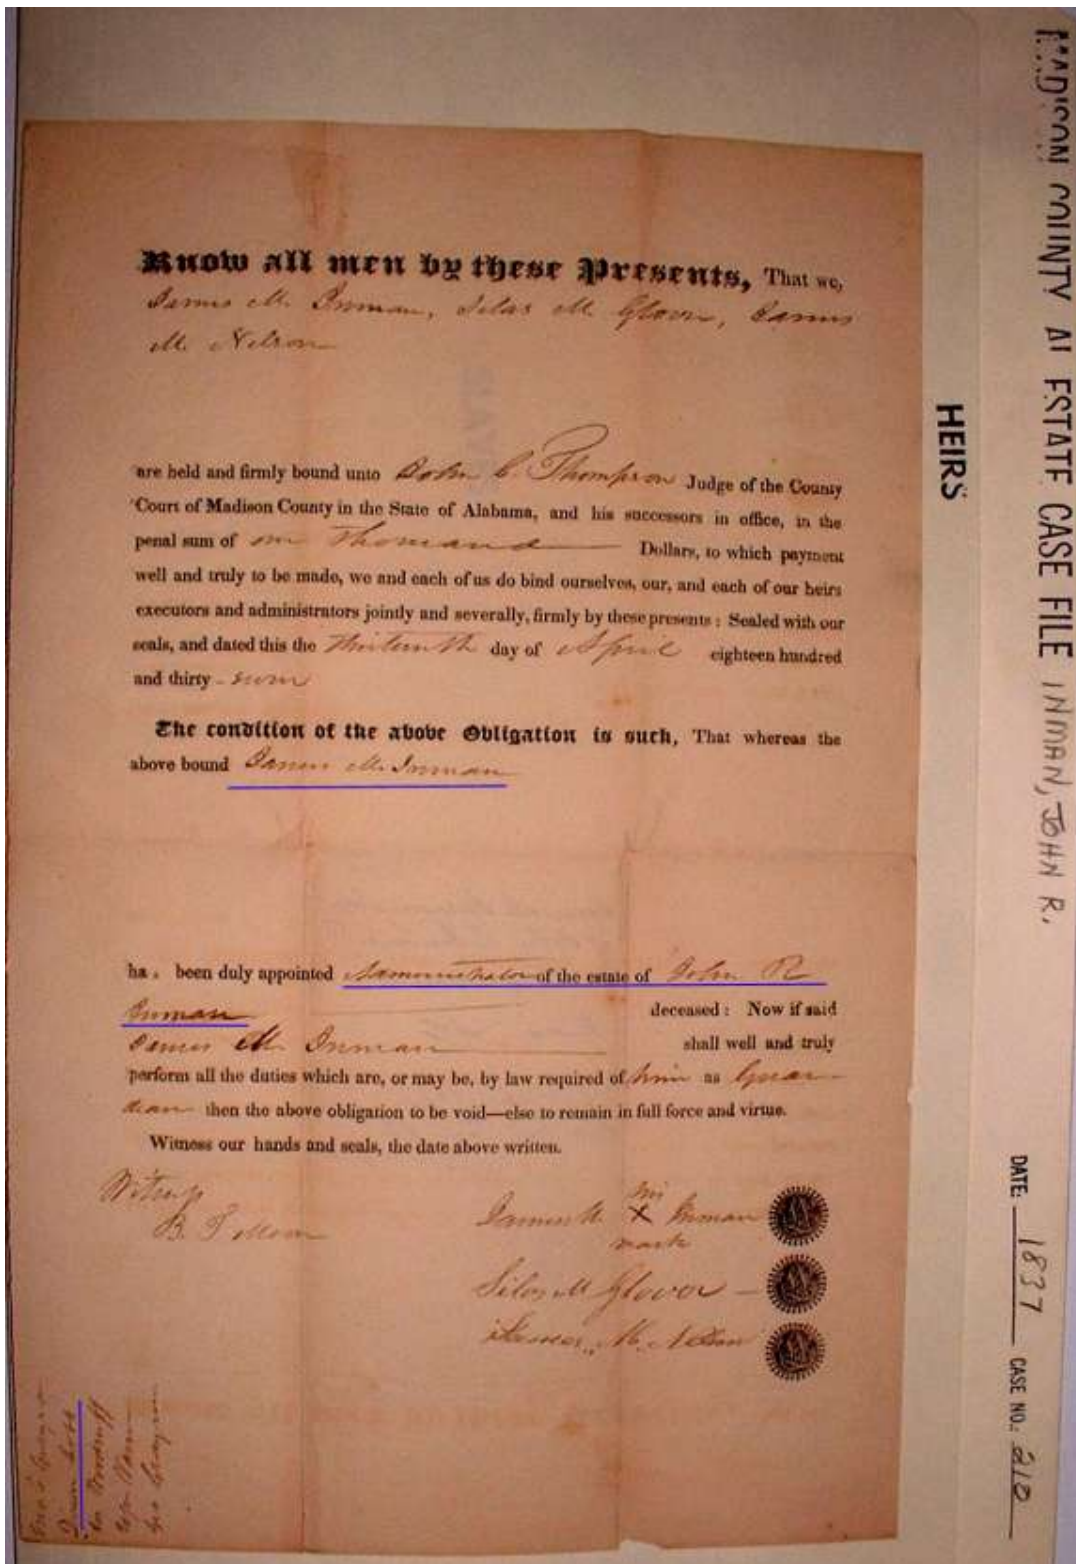 Know all men by these Presents, That we,
James M. Inman, Silas M. Glover, James
M. Nelson
are held and firmly bound unto John C. Thompson Judge of the County
Court of Madison County in the State of Alabama, and his successors in office, in the
penal sum of one Thousand Dollars, to which payment
well and truly to be made, we and each of us do bind ourselves, our, and each of our heirs
executors and administrators jointly and severally, firmly by these presents: Sealed with our
seals, and dated this the thirteenth day of April eighteen hundred
and thirty-seven
The condition of the above Obligation is such, That whereas the
above bound James M. Inman
ha. been duly appointed Administrator of the estate of John R
Inman deceased: Now if said
James M. Inman shall well and truly
perform all the duties which are, or may be, by law required of him as Guar-
dian then the above obligation to be void—else to remain in full force and virtue.
Witness our hands and seals, the date above written.
Witness
James M. his X mark Inman
Silas M Glover
James M. Nelson
HEIRS
MADISON COUNTY AL ESTATE CASE FILE INMAN, JOHN R.
DATE: 1837 CASE NO.: 210